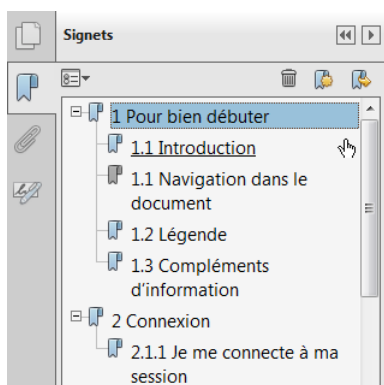 Signets
1 Pour bien débuter
1.1 Introduction
1.1 Navigation dans le
document
1.2 Légende
1.3 Compléments
d'information
2 Connexion
2.1.1 Je me connecte à ma
session